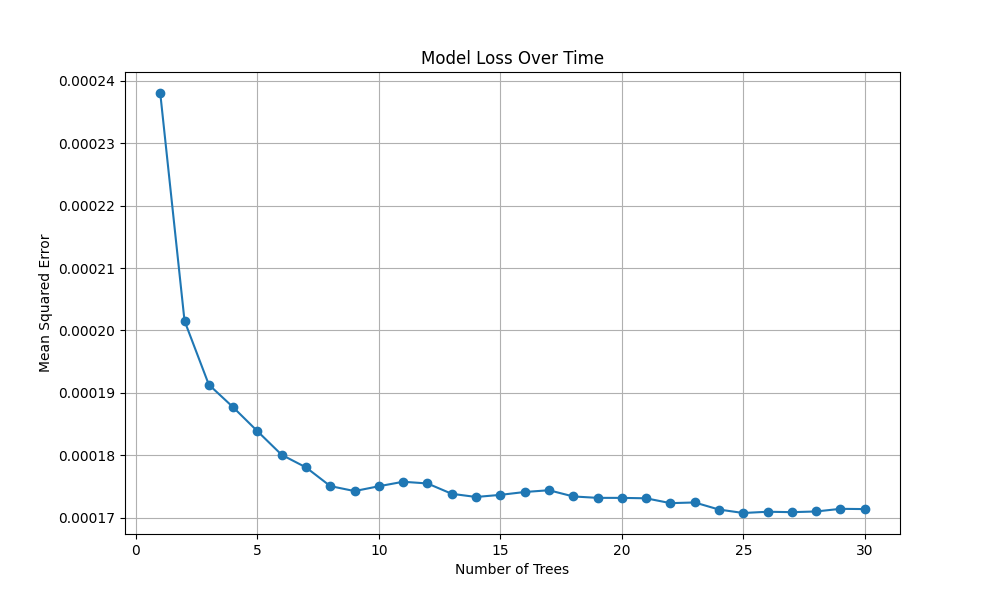 Model Loss Over Time
Mean Squared Error
0.00024
0.00023
0.00022
0.00021
0.00020
0.00019
0.00018
0.00017
0 5 10 15 20 25 30
Number of Trees